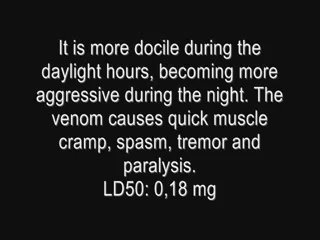 It is more docile during the
daylight hours, becoming more
aggressive during the night. The
venom causes quick muscle
cramp, spasm, tremor and
paralysis.
LD50: 0,18 mg